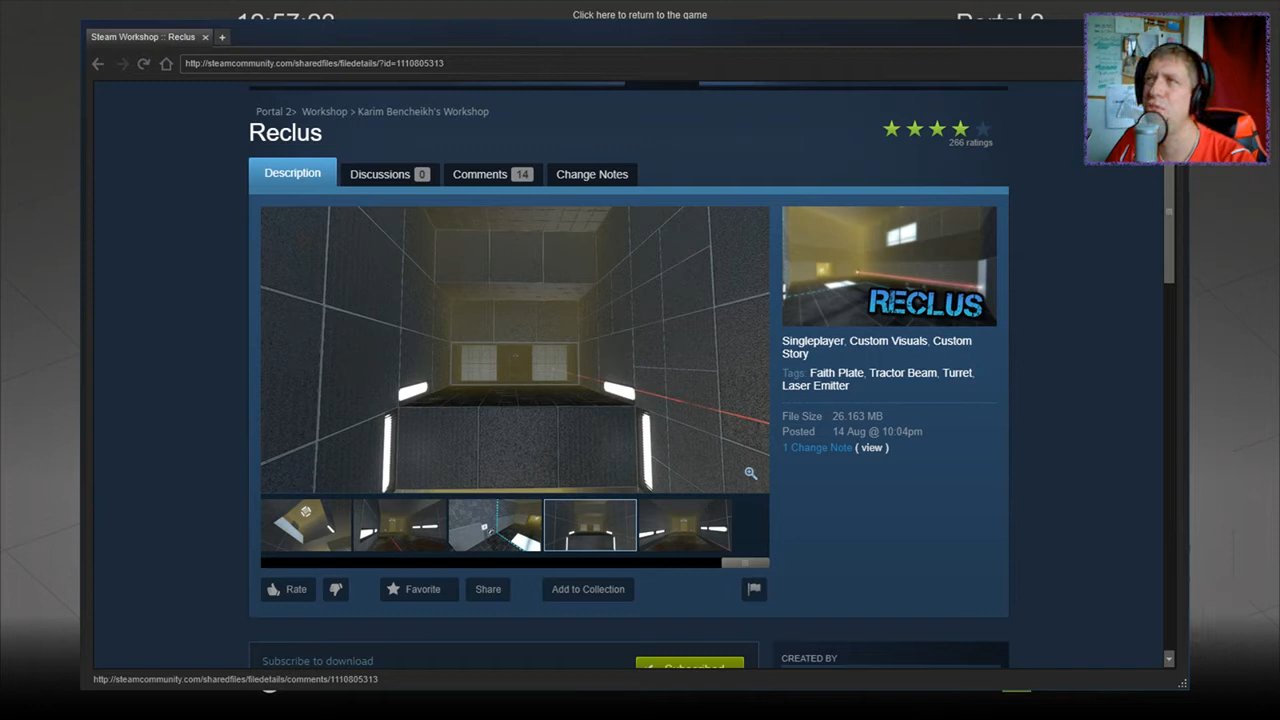 Click here to return to the game
Portal 2
Steam Workshop :: Reclus
http://steamcommunity.com/sharedfiles/filedetails/?id=1110805313
Portal 2> Workshop > Karim Bencheikh's Workshop
Reclus
266 ratings
Description
Discussions 0
Comments 14
Change Notes
RECLUS
Singleplayer, Custom Visuals, Custom
Story
Tags: Faith Plate, Tractor Beam, Turret,
Laser Emitter
File Size 26.163 MB
Posted 14 Aug @ 10:04pm
1 Change Note ( view )
Rate
Favorite
Share
Add to Collection
Subscribe to download
Subscribed
CREATED BY
http://steamcommunity.com/sharedfiles/filedetails/comments/1110805313